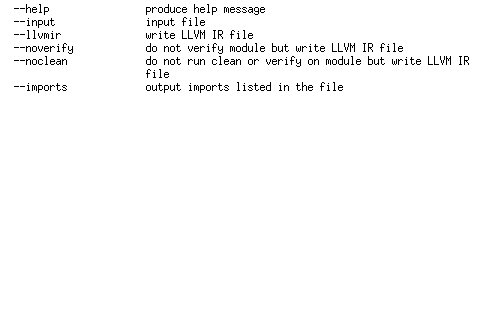 --help produce help message
--input input file
--llvmir write LLVM IR file
--noverify do not verify module but write LLVM IR file
--noclean do not run clean or verify on module but write LLVM IR
file
--imports output imports listed in the file